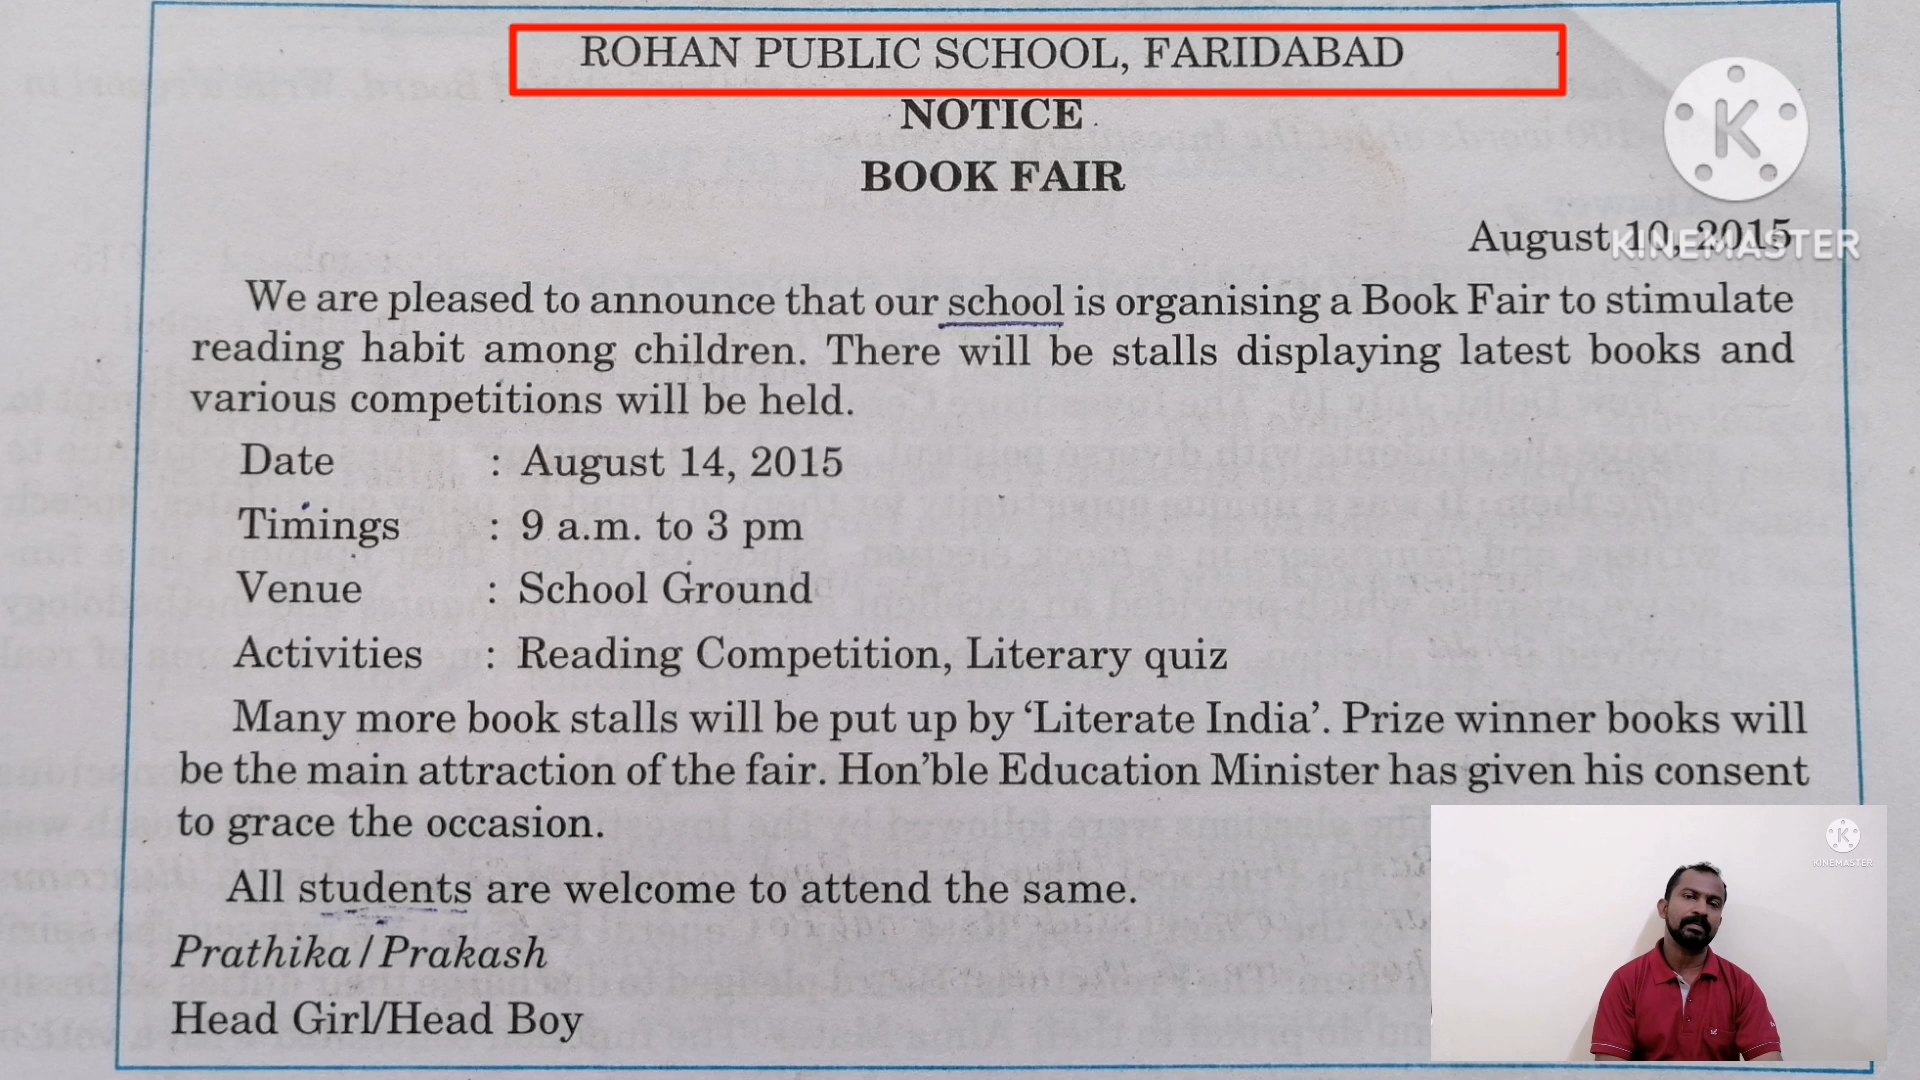 ROHAN PUBLIC SCHOOL, FARIDABAD
NOTICE
BOOK FAIR
August 10, 2015
KINEMASTER
We are pleased to announce that our school is organising a Book Fair to stimulate
reading habit among children. There will be stalls displaying latest books and
various competitions will be held.
Date : August 14, 2015
Timings : 9 a.m. to 3 pm
Venue : School Ground
Activities : Reading Competition, Literary quiz
Many more book stalls will be put up by ‘Literate India’. Prize winner books will
be the main attraction of the fair. Hon’ble Education Minister has given his consent
to grace the occasion.
All students are welcome to attend the same.
Prathika / Prakash
Head Girl/Head Boy
K
KINEMASTER
K